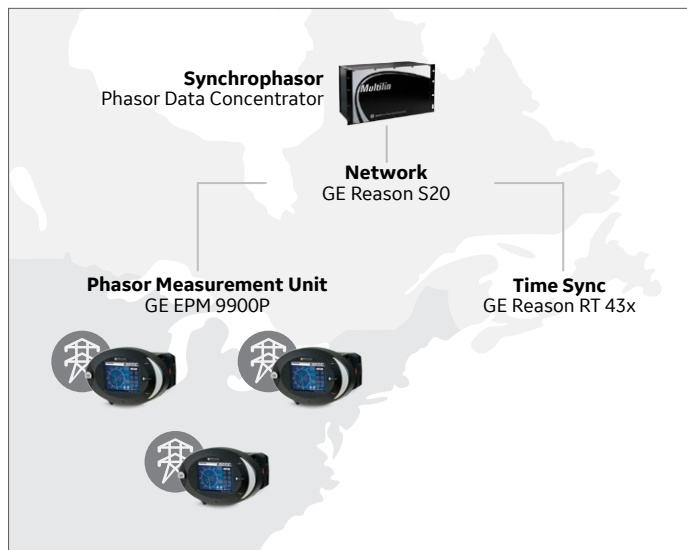 Synchrophasor
Phasor Data Concentrator
Multilin
Network
GE Reason S20
Phasor Measurement Unit
GE EPM 9900P
Time Sync
GE Reason RT 43x